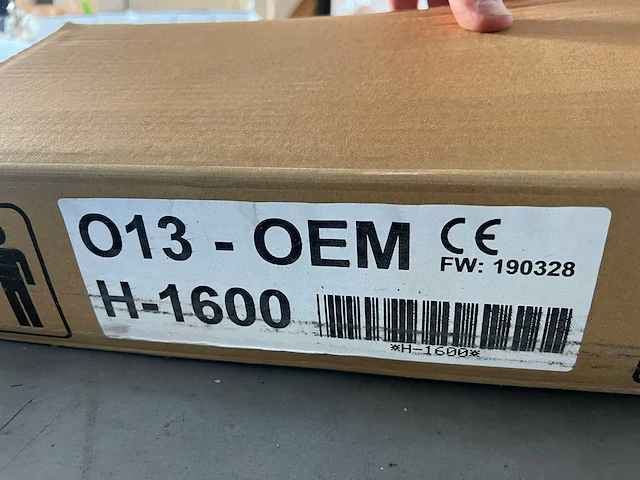 O13 - OEM CE
FW: 190328
H-1600
*H-1600*